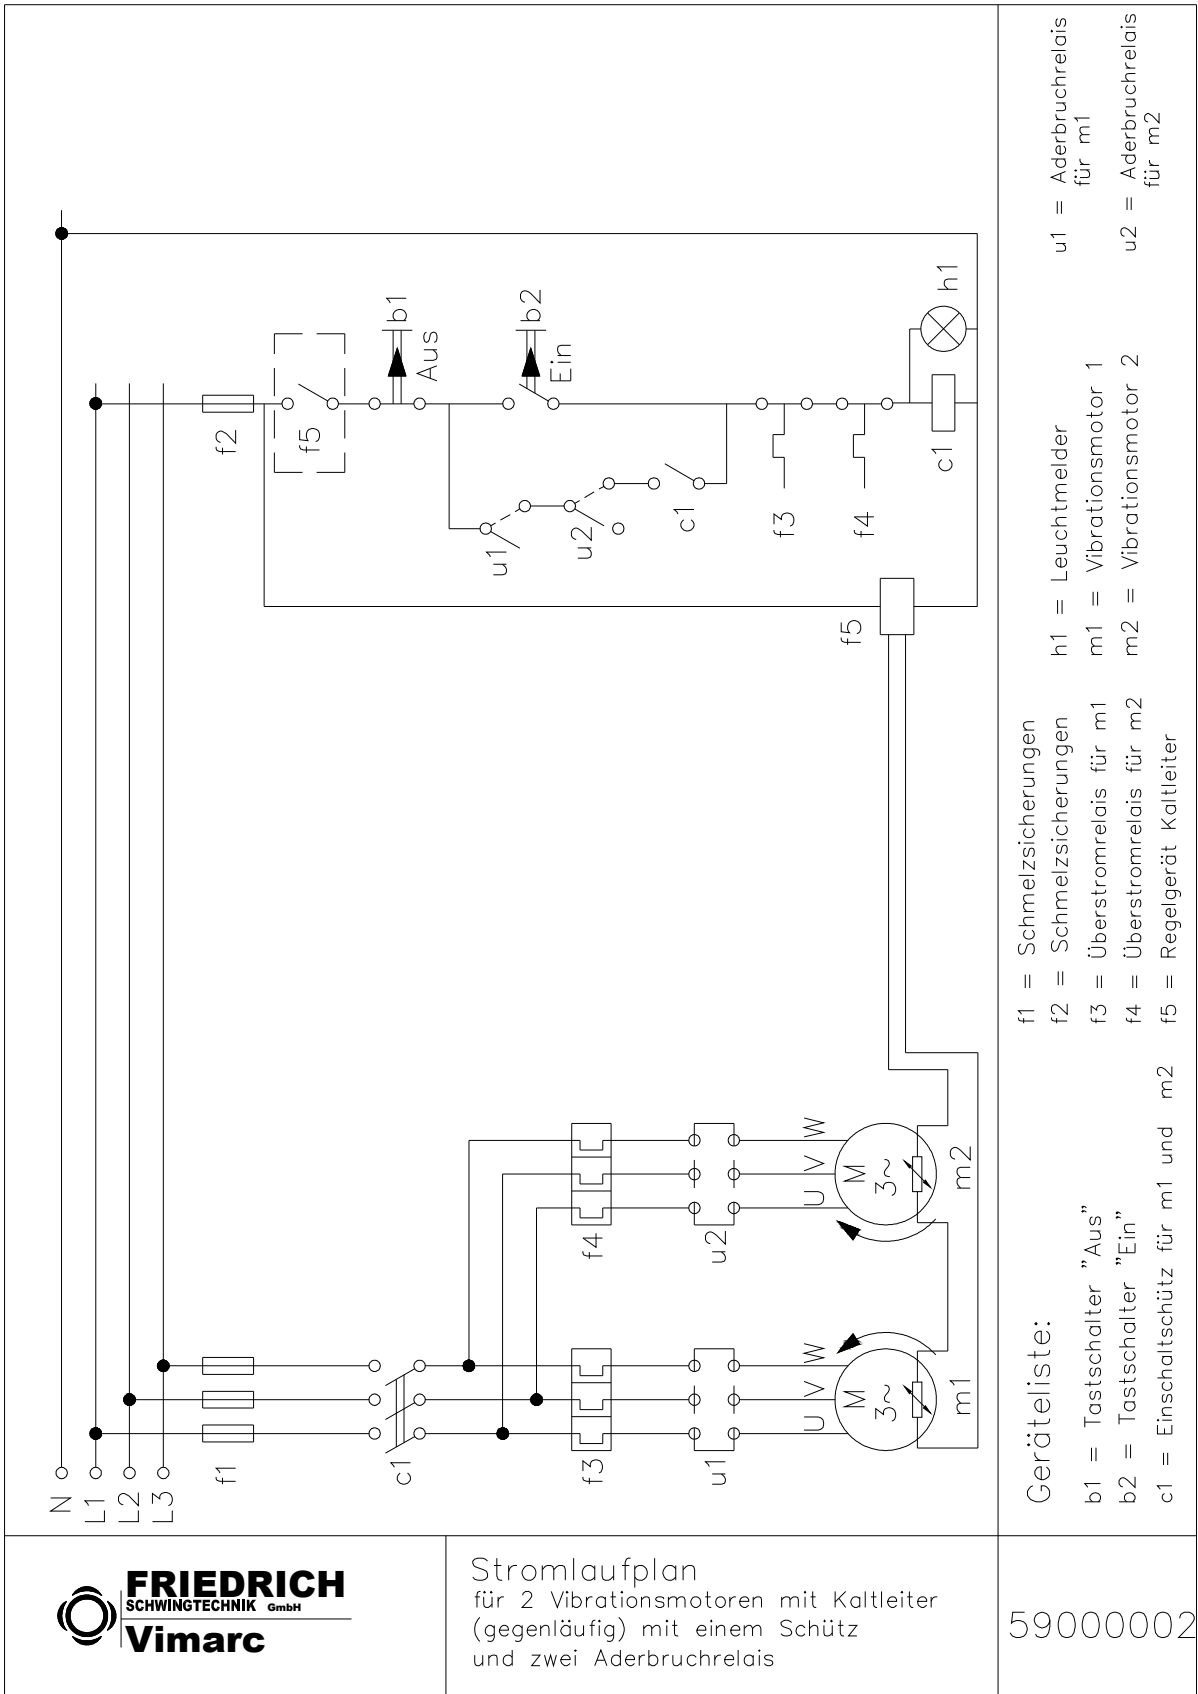 N
L1
L2
L3
f1
c1
f3
u1
U V W
M
3~
m1
f4
u2
U V W
M
3~
m2
f5
f2
f5
b1
Aus
b2
Ein
u1
u2
c1
f3
f4
c1
h1
Geräteliste:
b1 = Tastschalter "Aus"
b2 = Tastschalter "Ein"
c1 = Einschaltschütz für m1 und m2
f1 = Schmelzsicherungen
f2 = Schmelzsicherungen
f3 = Überstromrelais für m1
f4 = Überstromrelais für m2
f5 = Regelgerät Kaltleiter
h1 = Leuchtmelder
m1 = Vibrationsmotor 1
m2 = Vibrationsmotor 2
u1 = Aderbruchrelais
für m1
u2 = Aderbruchrelais
für m2
FRIEDRICH
SCHWINGTECHNIK GmbH
Vimarc
Stromlaufplan
für 2 Vibrationsmotoren mit Kaltleiter
(gegenläufig) mit einem Schütz
und zwei Aderbruchrelais
59000002